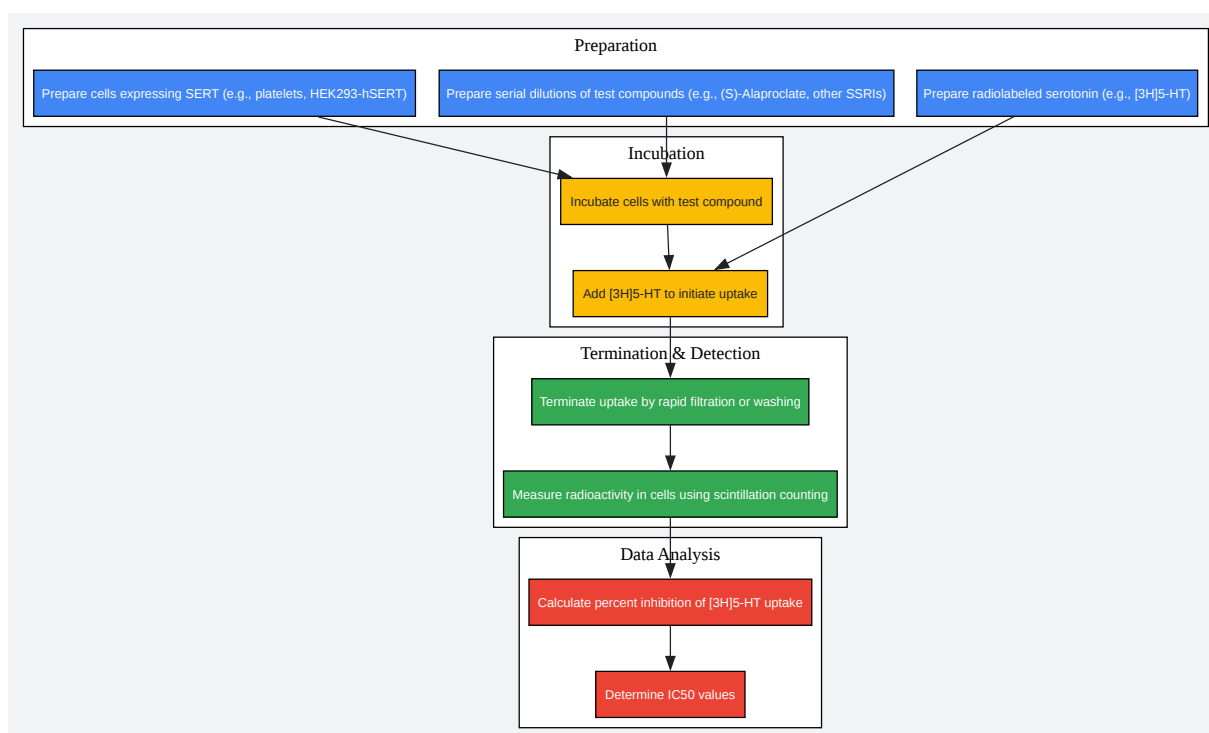 Preparation
Prepare cells expressing SERT (e.g., platelets, HEK293-hSERT)
Prepare serial dilutions of test compounds (e.g., (S)-Alaproclate, other SSRIs)
Prepare radiolabeled serotonin (e.g., [3H]5-HT)
Incubation
Incubate cells with test compound
Add [3H]5-HT to initiate uptake
Termination & Detection
Terminate uptake by rapid filtration or washing
Measure radioactivity in cells using scintillation counting
Data Analysis
Calculate percent inhibition of [3H]5-HT uptake
Determine IC50 values